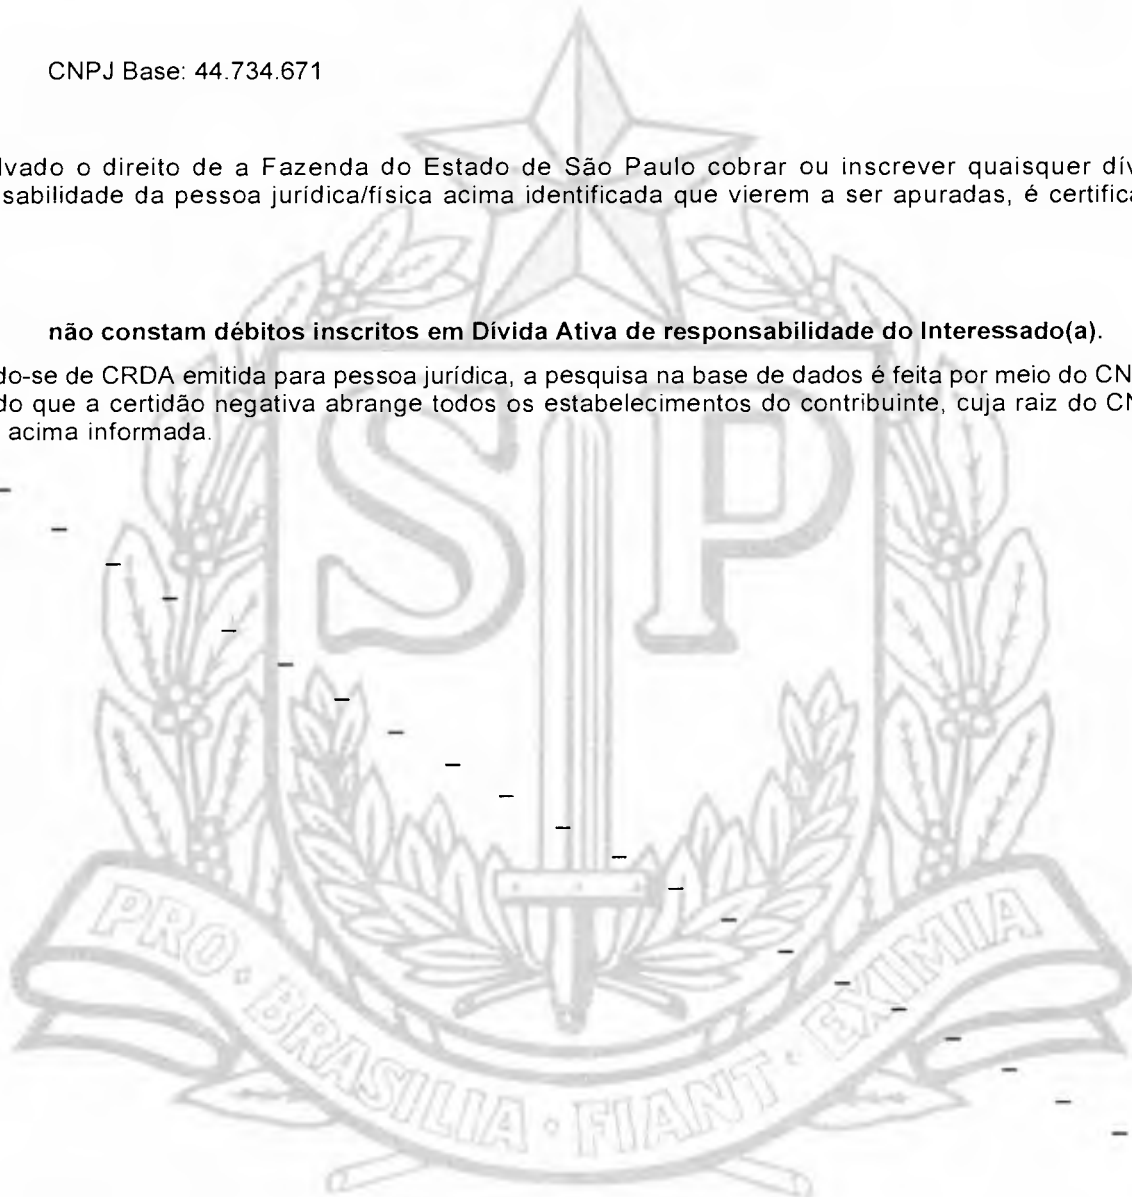 CNPJ Base: 44.734.671
lvado o direito de a Fazenda do Estado de São Paulo cobrar ou inscrever quaisquer dív
sabilidade da pessoa jurídica/física acima identificada que vierem a ser apuradas, é certifica
não constam débitos inscritos em Dívida Ativa de responsabilidade do Interessado(a).
do-se de CRDA emitida para pessoa jurídica, a pesquisa na base de dados é feita por meio do CN
do que a certidão negativa abrange todos os estabelecimentos do contribuinte, cuja raiz do CN
acima informada.
SP
PRO · BRASILIA · FIANT · EXIMIA